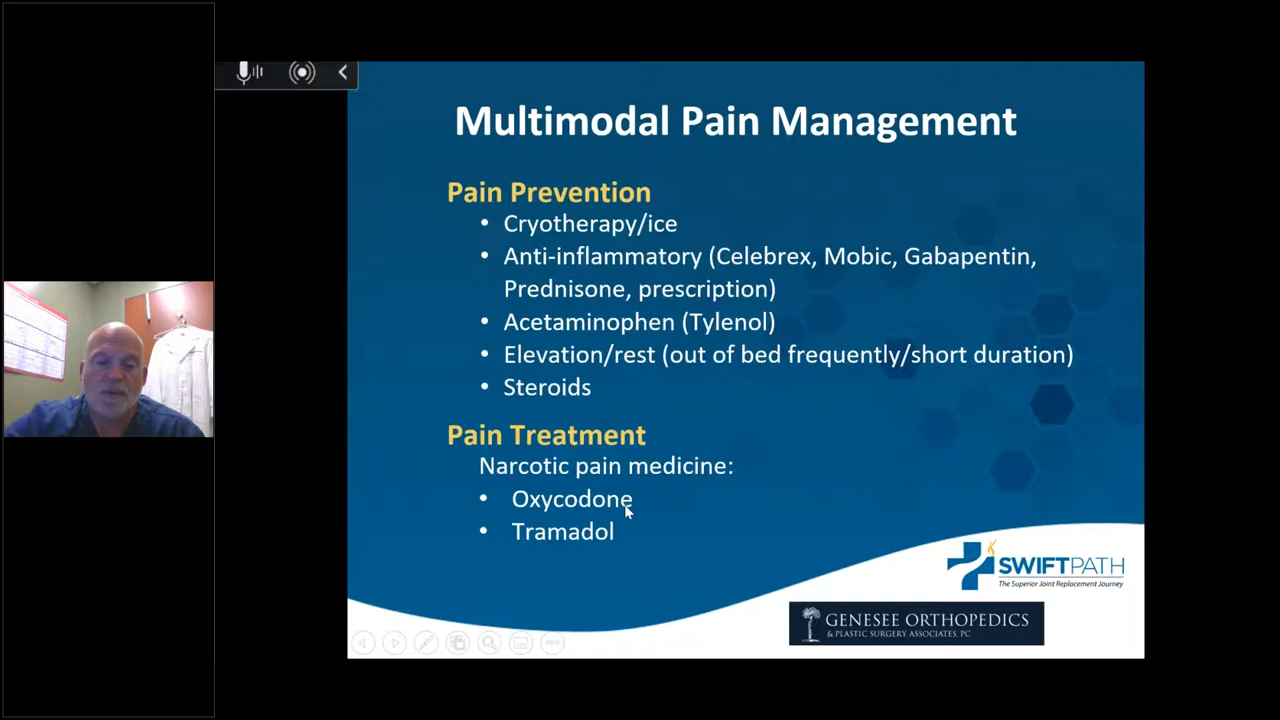 Multimodal Pain Management
Pain Prevention
• Cryotherapy/ice
• Anti-inflammatory (Celebrex, Mobic, Gabapentin,
Prednisone, prescription)
• Acetaminophen (Tylenol)
• Elevation/rest (out of bed frequently/short duration)
• Steroids
Pain Treatment
Narcotic pain medicine:
• Oxycodone
• Tramadol
SWIFTPATH
The Superior Joint Replacement Journey
GENESEE ORTHOPEDICS
& PLASTIC SURGERY ASSOCIATES, PC